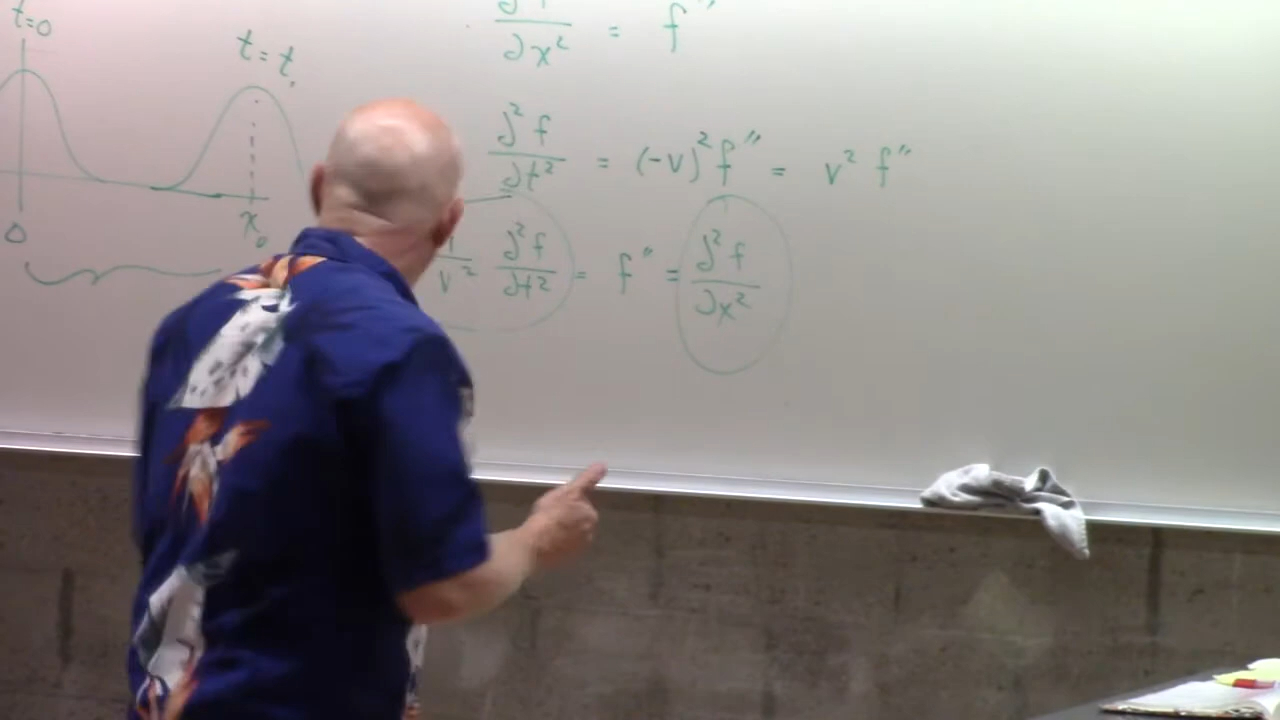 t=0
t=t,
0
x₀
∂²f/∂x² = f″
∂²f/∂t² = (-v)² f″ = v² f″
1/v² ∂²f/∂t² = f″ = ∂²f/∂x²